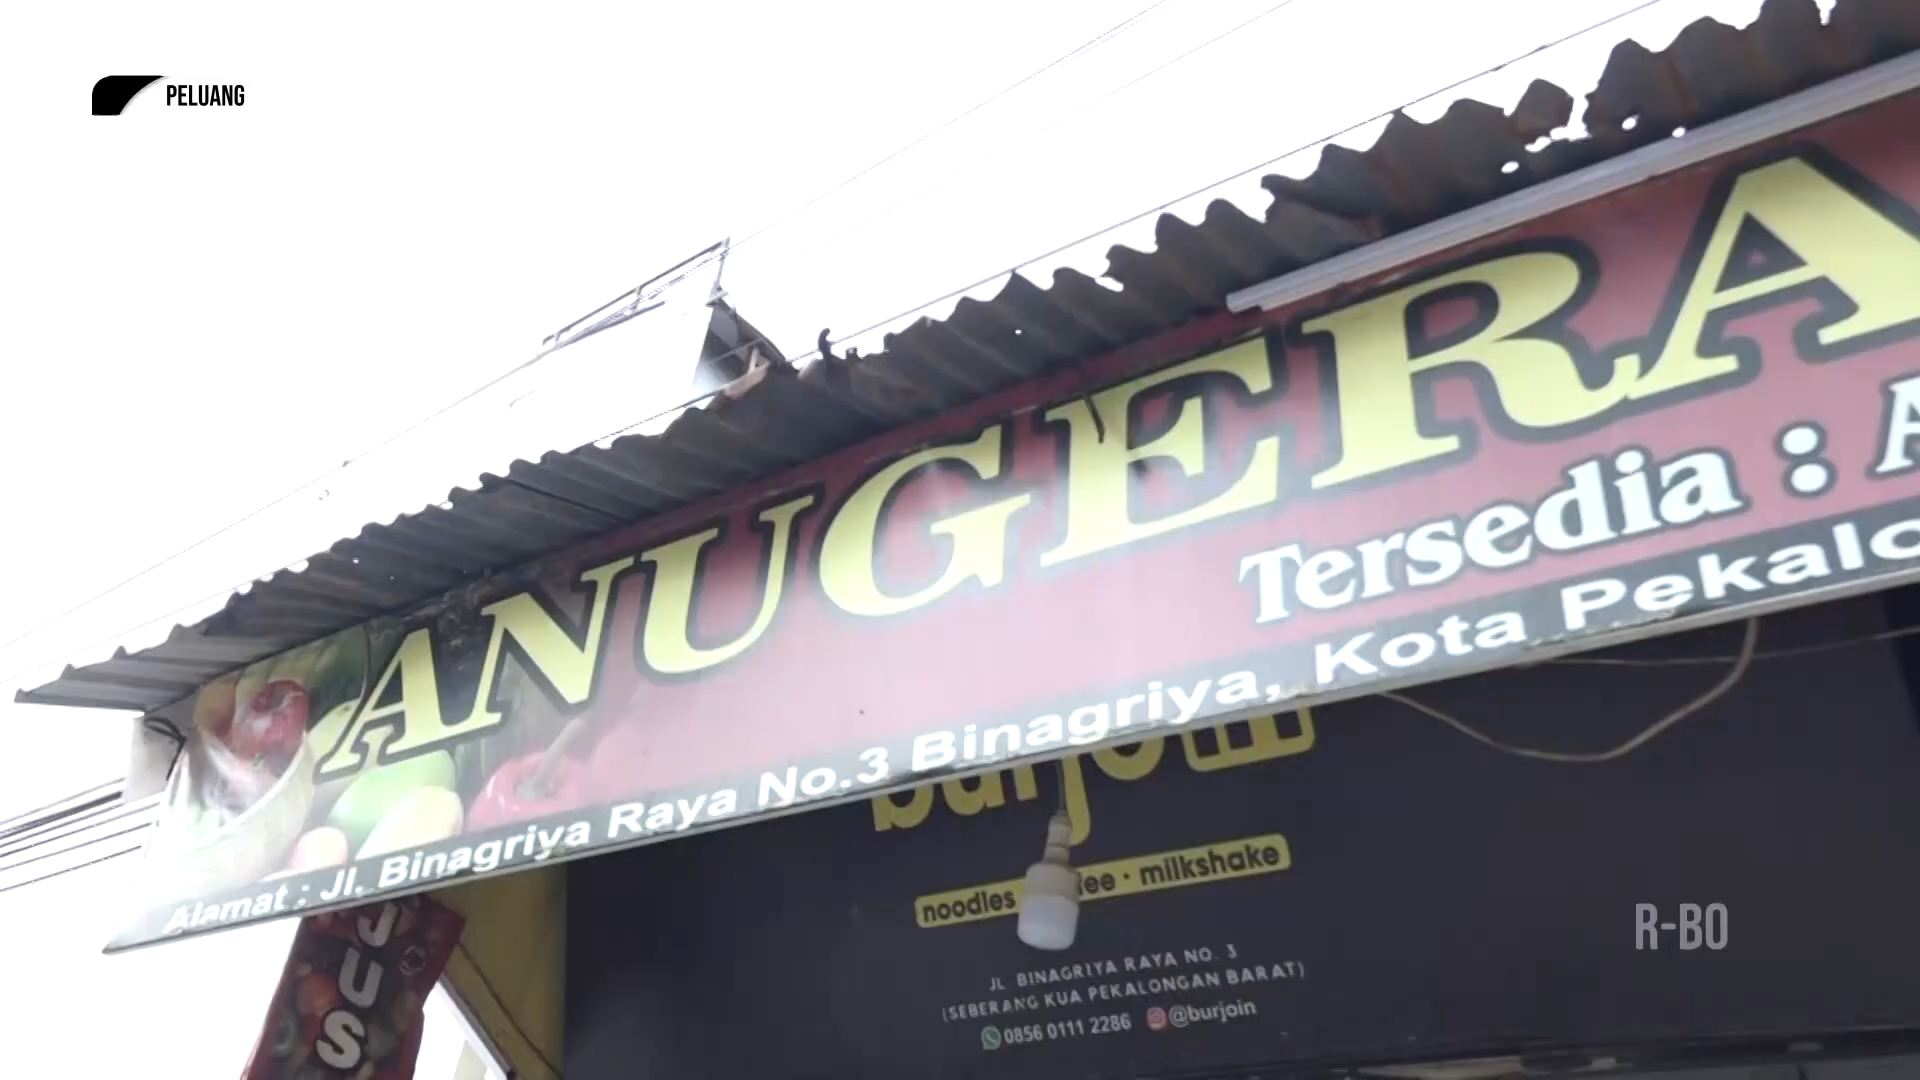 PELUANG
ANUGERA
Tersedia : A
Alamat : Jl. Binagriya Raya No.3 Binagriya, Kota Pekalo
burjoin
noodles · milkshake
JL. BINAGRIYA RAYA NO. 3
(SEBERANG KUA PEKALONGAN BARAT)
0856 0111 2286 @burjoin
JUS
R-BO